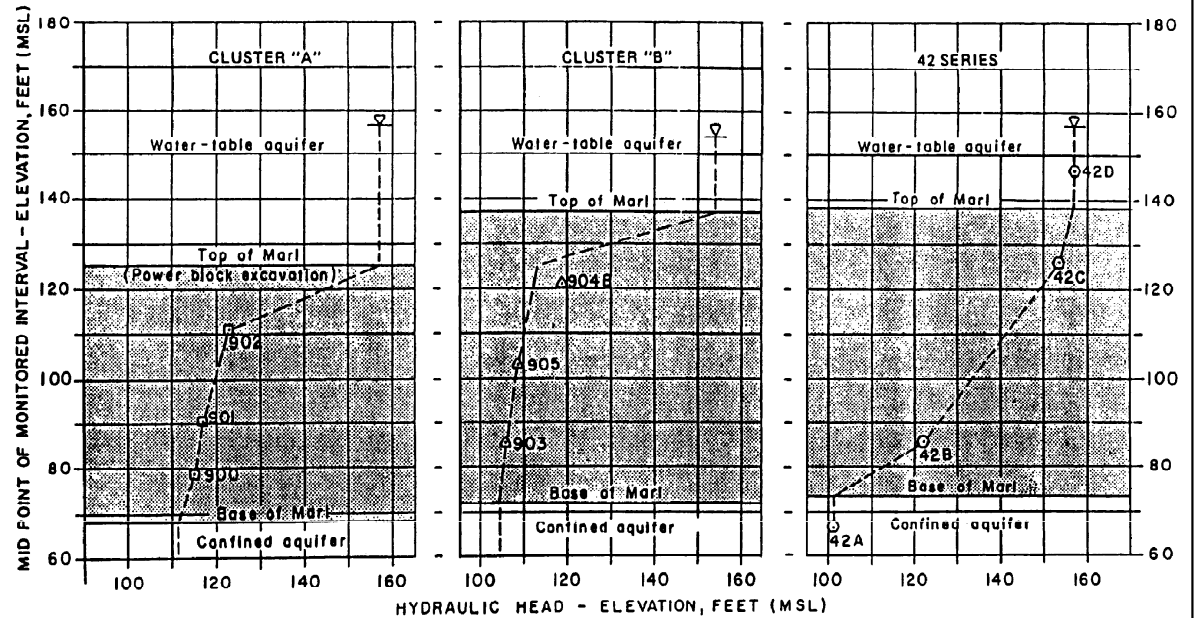 MID POINT OF MONITORED INTERVAL - ELEVATION, FEET (MSL)
180
160
140
120
100
80
60
CLUSTER "A"
Water-table aquifer
Top of Marl
(Power block excavation)
902
901
900
Base of Marl
Confined aquifer
100 120 140 160
CLUSTER "B"
Water-table aquifer
Top of Marl
904B
905
903
Base of Marl
Confined aquifer
100 120 140 160
42 SERIES
Water-table aquifer
42D
Top of Marl
42C
42B
Base of Marl
Confined aquifer
42A
100 120 140 160
180
160
140
120
100
80
60
HYDRAULIC HEAD - ELEVATION, FEET (MSL)